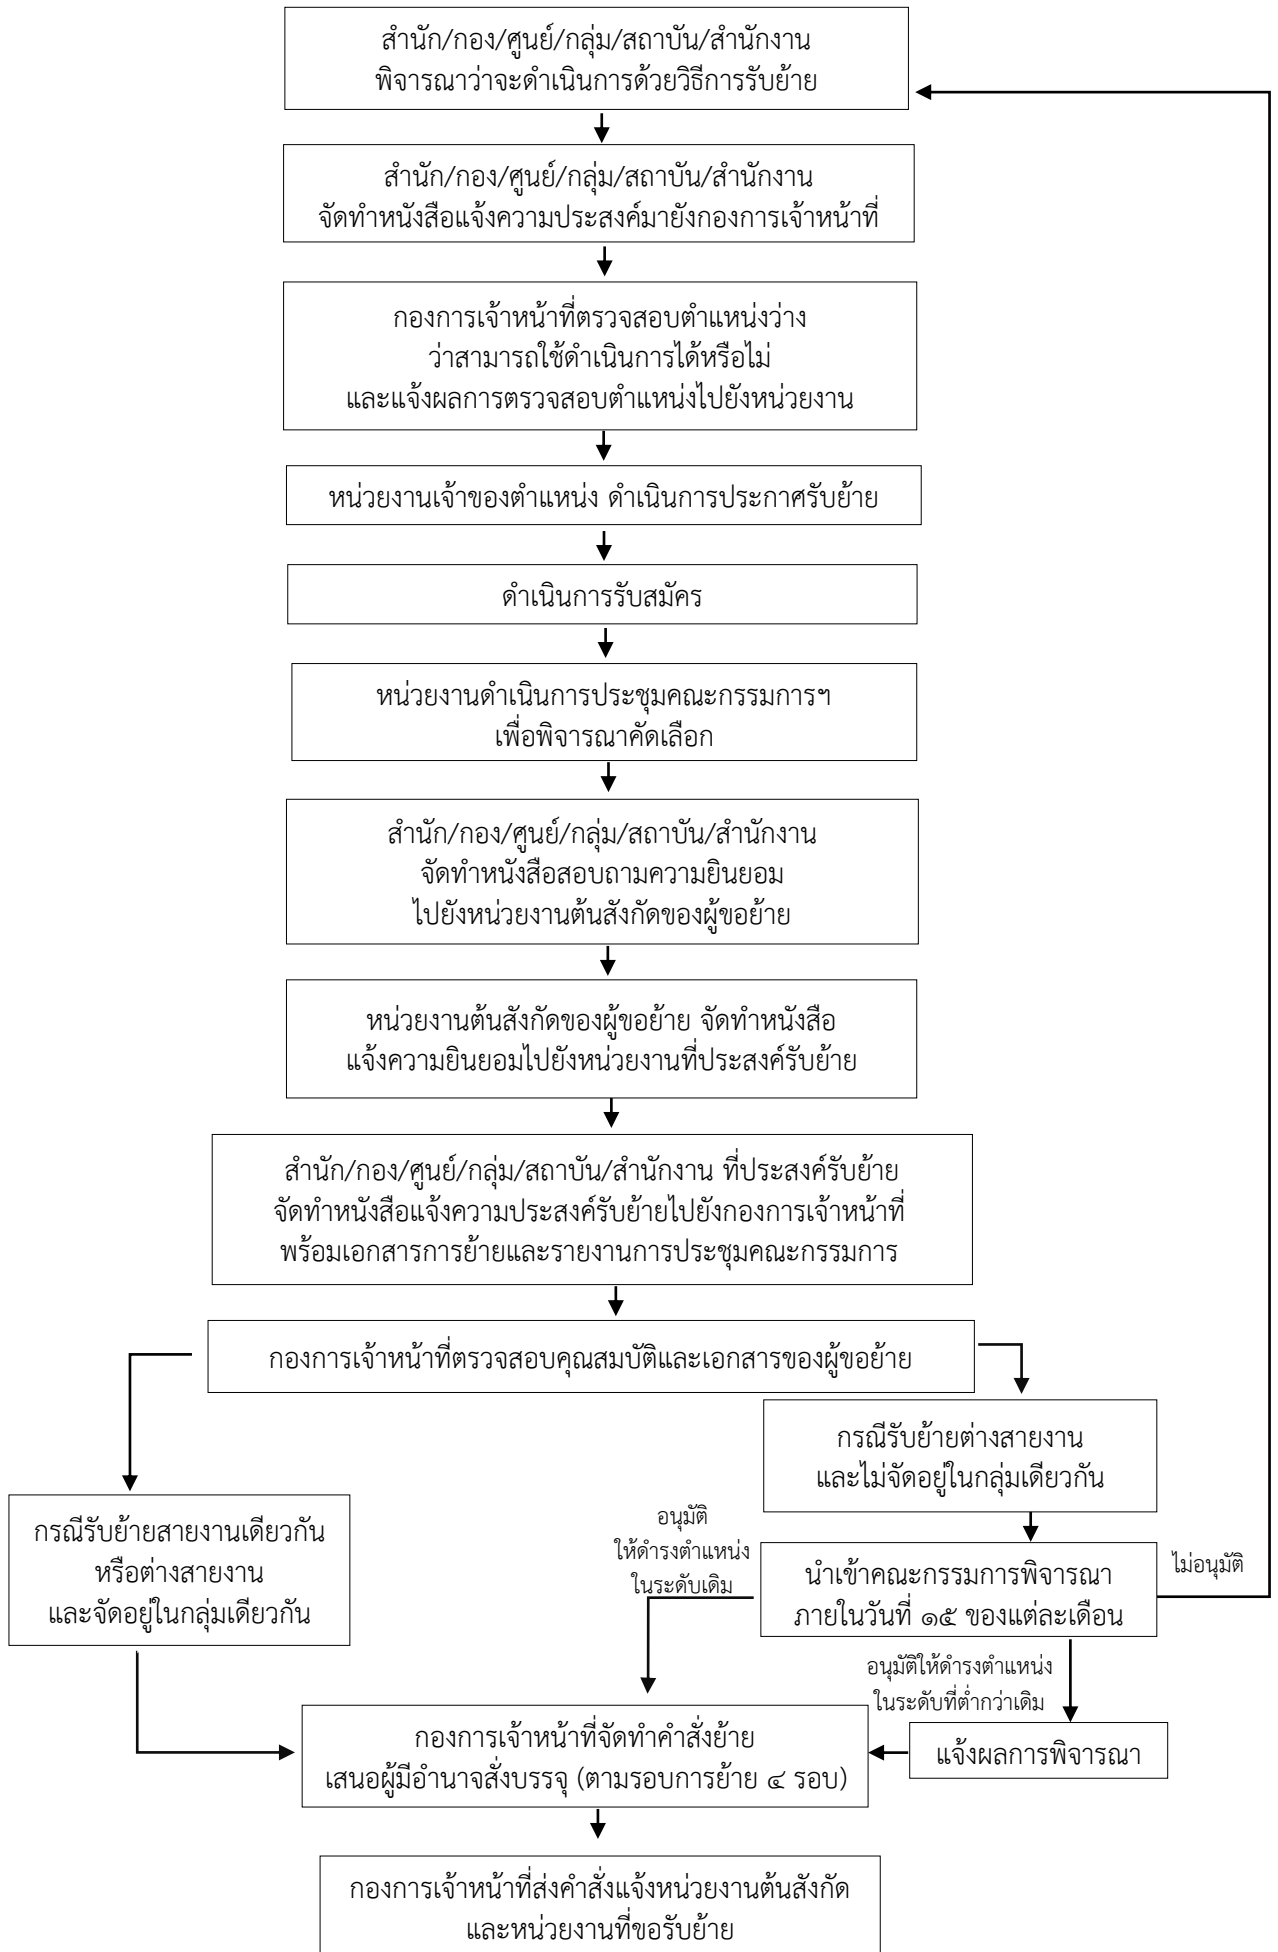 สำนัก/กอง/ศูนย์/กลุ่ม/สถาบัน/สำนักงาน
พิจารณาว่าจะดำเนินการด้วยวิธีการรับย้าย
สำนัก/กอง/ศูนย์/กลุ่ม/สถาบัน/สำนักงาน
จัดทำหนังสือแจ้งความประสงค์มายังกองการเจ้าหน้าที่
กองการเจ้าหน้าที่ตรวจสอบตำแหน่งว่าง
ว่าสามารถใช้ดำเนินการได้หรือไม่
และแจ้งผลการตรวจสอบตำแหน่งไปยังหน่วยงาน
หน่วยงานเจ้าของตำแหน่ง ดำเนินการประกาศรับย้าย
ดำเนินการรับสมัคร
หน่วยงานดำเนินการประชุมคณะกรรมการฯ
เพื่อพิจารณาคัดเลือก
สำนัก/กอง/ศูนย์/กลุ่ม/สถาบัน/สำนักงาน
จัดทำหนังสือสอบถามความยินยอม
ไปยังหน่วยงานต้นสังกัดของผู้ขอย้าย
หน่วยงานต้นสังกัดของผู้ขอย้าย จัดทำหนังสือ
แจ้งความยินยอมไปยังหน่วยงานที่ประสงค์รับย้าย
สำนัก/กอง/ศูนย์/กลุ่ม/สถาบัน/สำนักงาน ที่ประสงค์รับย้าย
จัดทำหนังสือแจ้งความประสงค์รับย้ายไปยังกองการเจ้าหน้าที่
พร้อมเอกสารการย้ายและรายงานการประชุมคณะกรรมการ
กองการเจ้าหน้าที่ตรวจสอบคุณสมบัติและเอกสารของผู้ขอย้าย
กรณีรับย้ายต่างสายงาน
และไม่จัดอยู่ในกลุ่มเดียวกัน
กรณีรับย้ายสายงานเดียวกัน
หรือต่างสายงาน
และจัดอยู่ในกลุ่มเดียวกัน
อนุมัติ
ให้ดำรงตำแหน่ง
ในระดับเดิม
นำเข้าคณะกรรมการพิจารณา
ภายในวันที่ ๑๕ ของแต่ละเดือน
ไม่อนุมัติ
อนุมัติให้ดำรงตำแหน่ง
ในระดับที่ต่ำกว่าเดิม
กองการเจ้าหน้าที่จัดทำคำสั่งย้าย
เสนอผู้มีอำนาจสั่งบรรจุ (ตามรอบการย้าย ๔ รอบ)
แจ้งผลการพิจารณา
กองการเจ้าหน้าที่ส่งคำสั่งแจ้งหน่วยงานต้นสังกัด
และหน่วยงานที่ขอรับย้าย